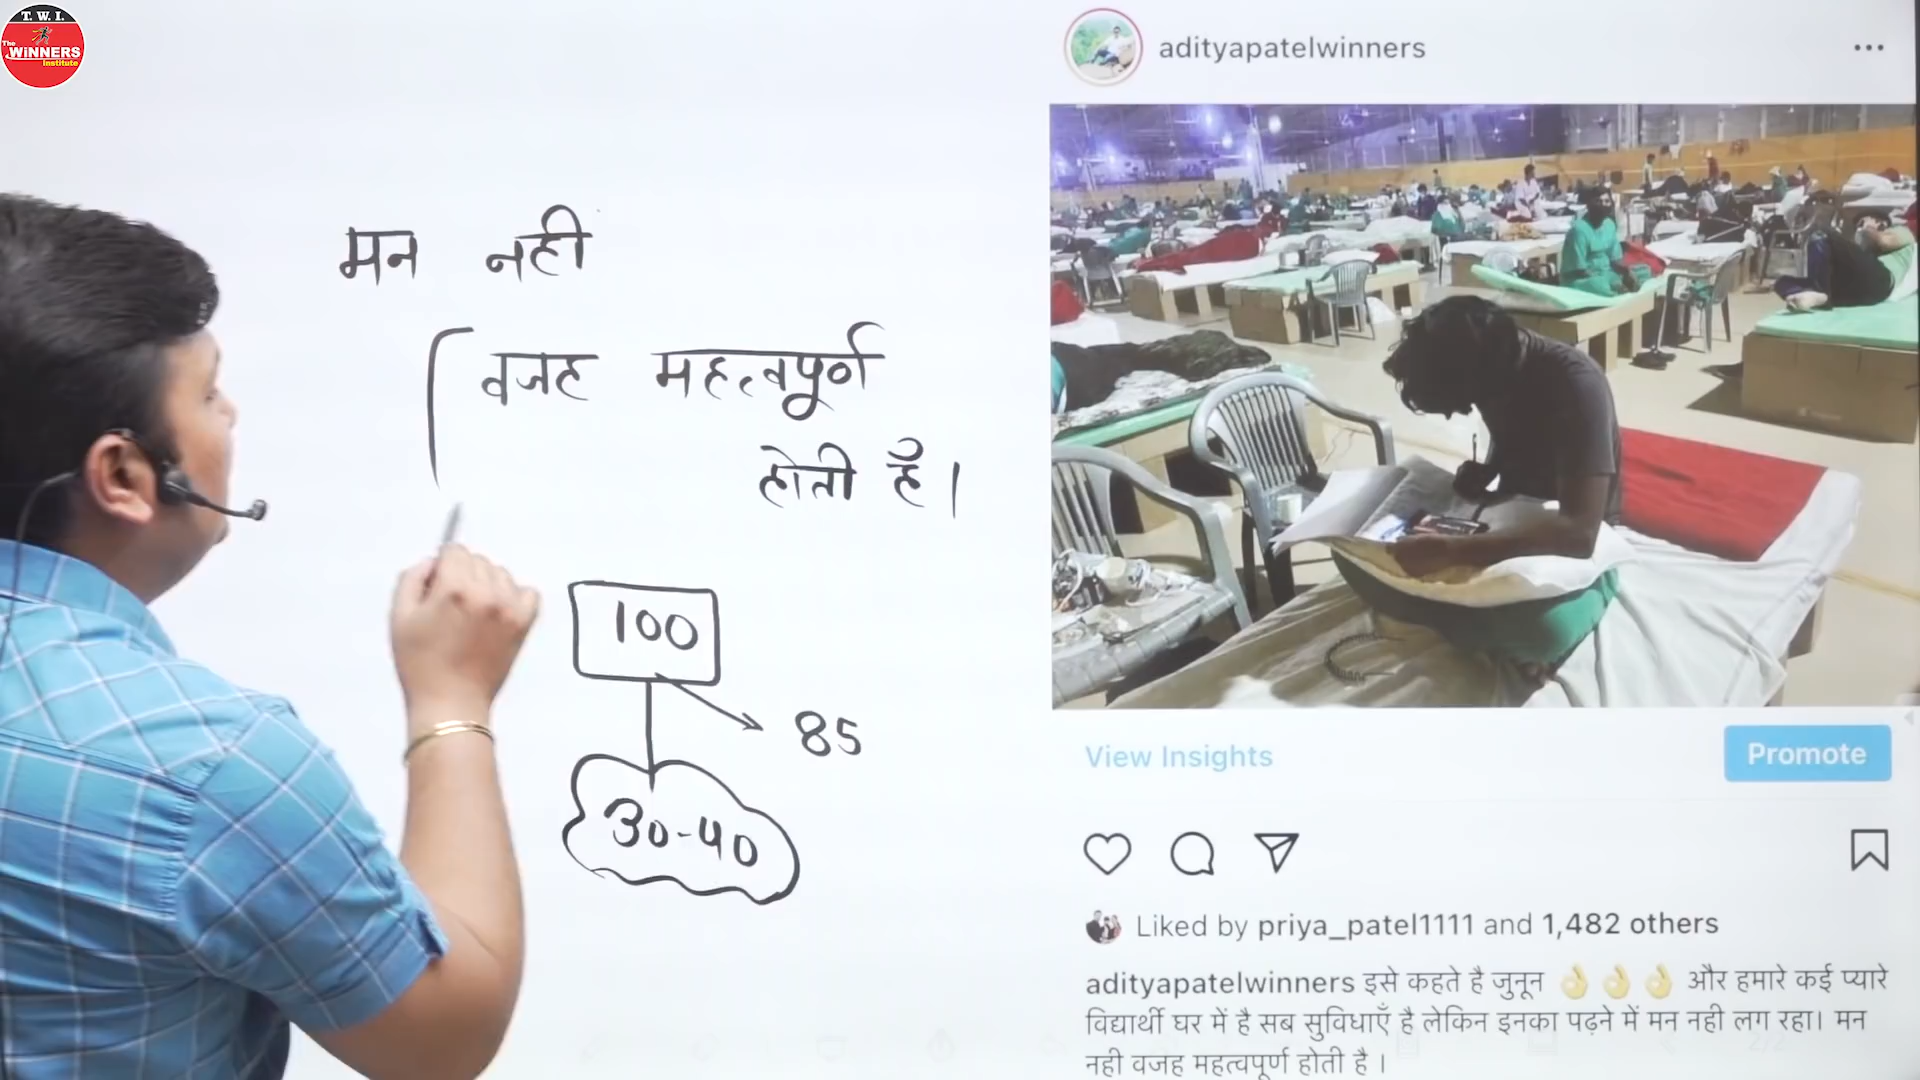 T. W. I.
The
WiNNERS
Institute
मन नही
वजह महत्वपूर्ण
होती है।
100
85
30-40
adityapatelwinners
View Insights
Promote
Liked by priya_patel1111 and 1,482 others
adityapatelwinners इसे कहते है जुनून 👌👌👌 और हमारे कई प्यारे
विद्यार्थी घर में है सब सुविधाएँ है लेकिन इनका पढ़ने में मन नही लग रहा। मन
नही वजह महत्वपूर्ण होती है।